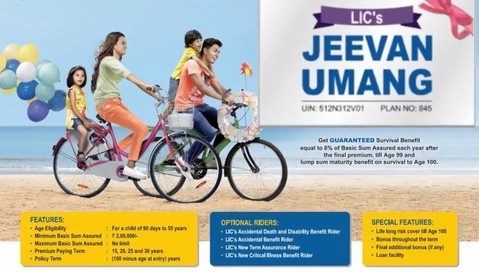 LIC's
JEEVAN
UMANG
UIN: 512N312V01 PLAN NO: 845
Get GUARANTEED Survival Benefit
equal to 8% of Basic Sum Assured each year after
the final premium, till Age 99 and
lump sum maturity benefit on survival to Age 100.
FEATURES:
• Age Eligibility : For a child of 90 days to 55 years
• Minimum Basic Sum Assured : ₹ 2,00,000/-
• Maximum Basic Sum Assured : No limit
• Premium Paying Term : 15, 20, 25 and 30 years
• Policy Term : (100 minus age at entry) years
OPTIONAL RIDERS:
• LIC's Accidental Death and Disability Benefit Rider
• LIC's Accidental Benefit Rider
• LIC's New Term Assurance Rider
• LIC's New Critical Illness Benefit Rider
SPECIAL FEATURES:
• Life long risk cover till Age 100
• Bonus throughout the term
• Final additional bonus (if any)
• Loan facility